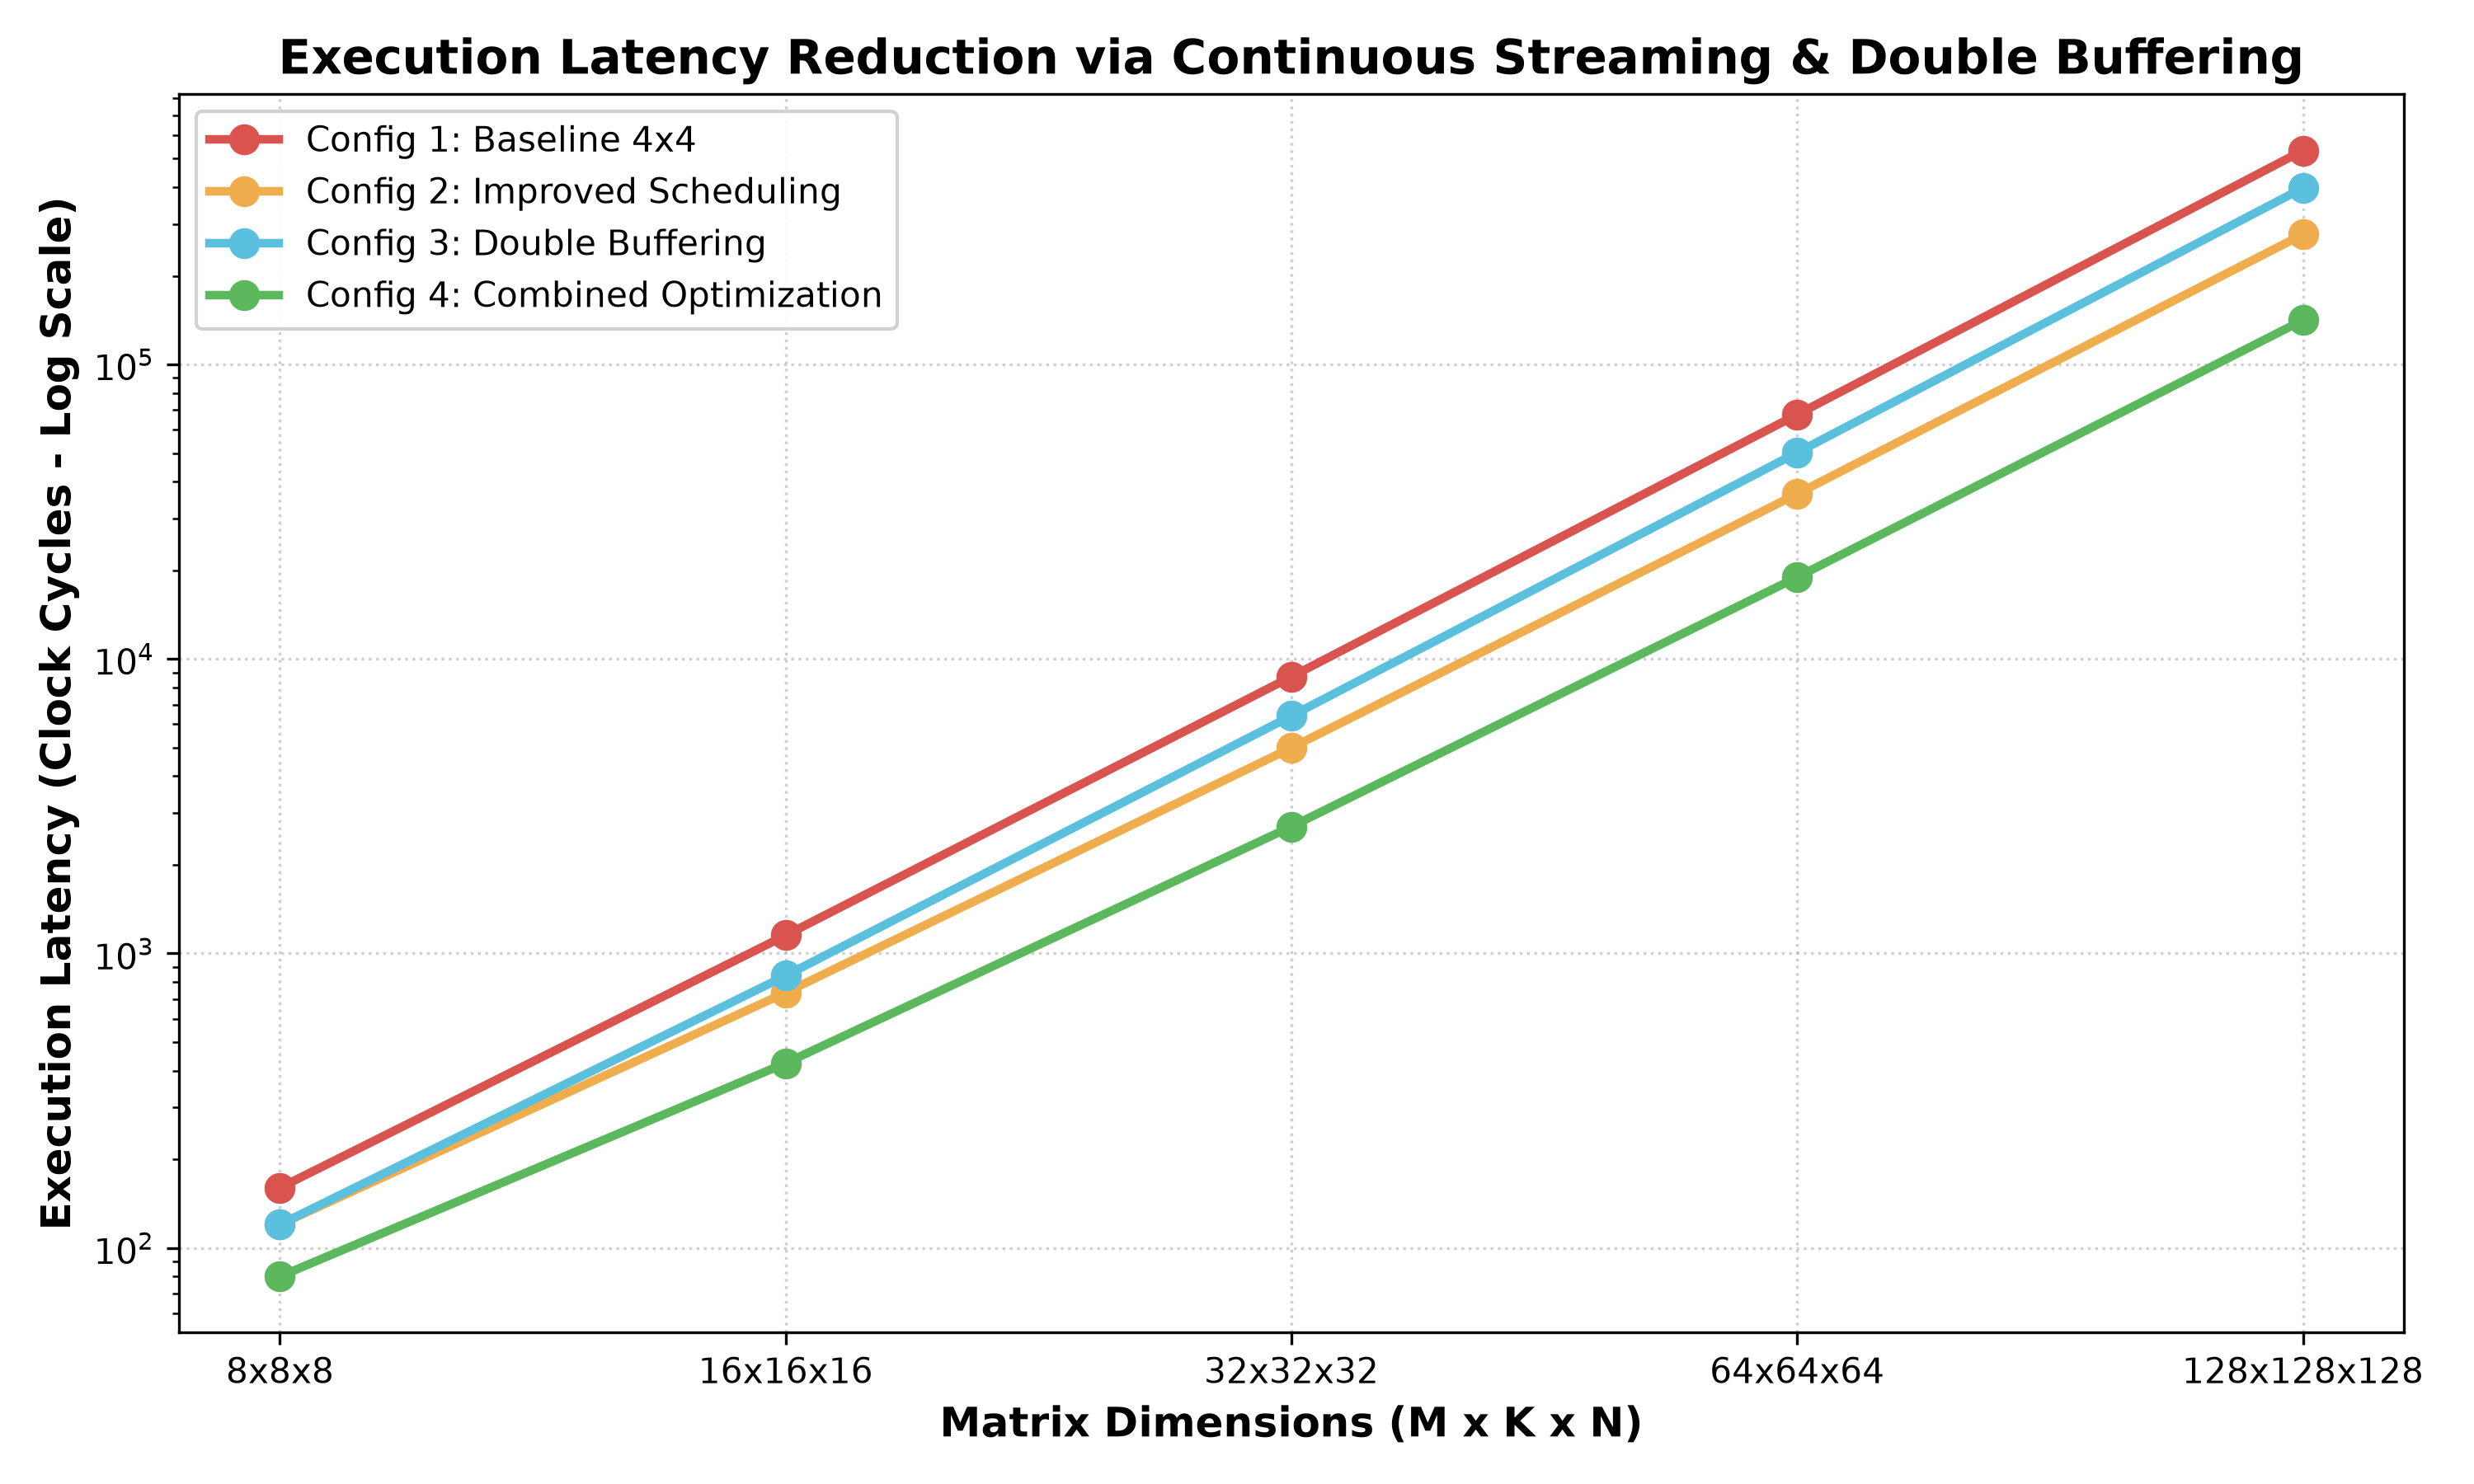 Execution Latency Reduction via Continuous Streaming & Double Buffering
Config 1: Baseline 4x4
Config 2: Improved Scheduling
Config 3: Double Buffering
Config 4: Combined Optimization
Execution Latency (Clock Cycles - Log Scale)
10⁵
10⁴
10³
10²
8x8x8
16x16x16
32x32x32
64x64x64
128x128x128
Matrix Dimensions (M x K x N)